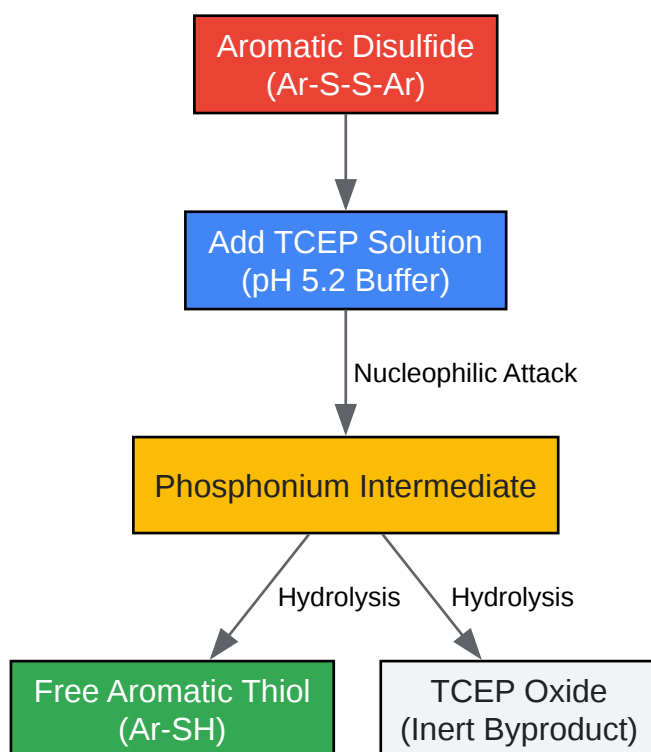 Aromatic Disulfide
(Ar-S-S-Ar)
Add TCEP Solution
(pH 5.2 Buffer)
Nucleophilic Attack
Phosphonium Intermediate
Hydrolysis
Hydrolysis
Free Aromatic Thiol
(Ar-SH)
TCEP Oxide
(Inert Byproduct)